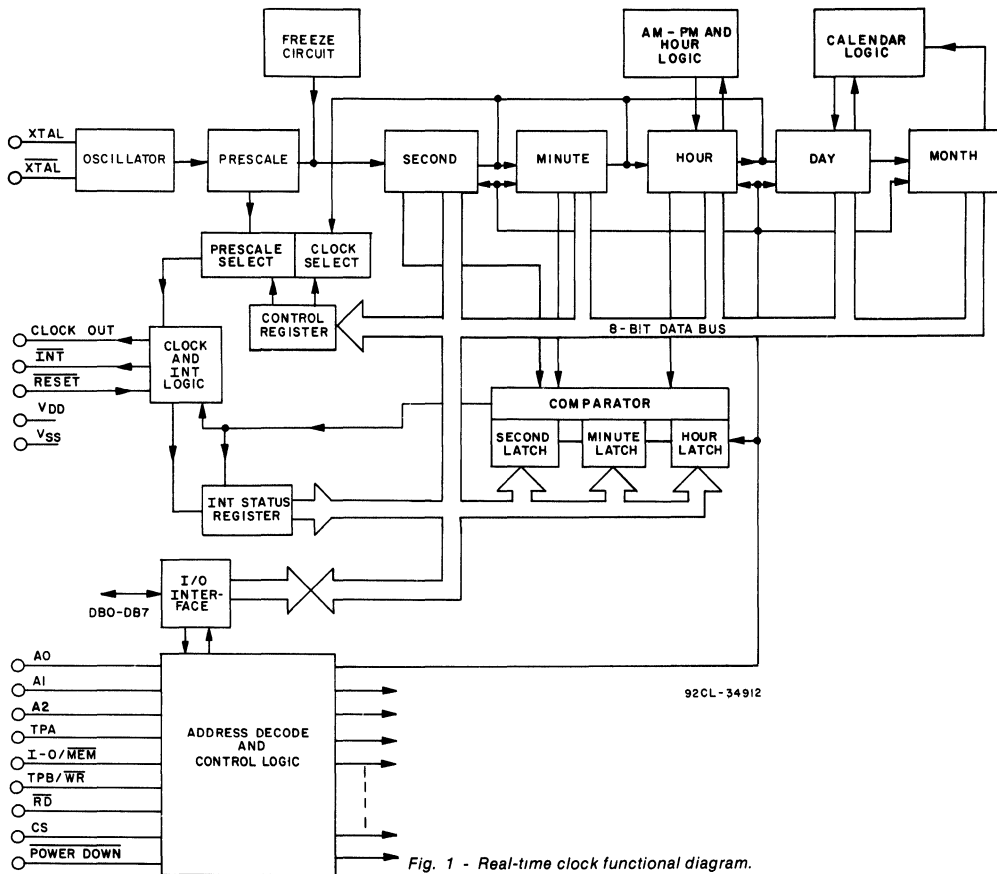 FREEZE
CIRCUIT
AM-PM AND
HOUR
LOGIC
CALENDAR
LOGIC
XTAL
XTAL
OSCILLATOR
PRESCALE
SECOND
MINUTE
HOUR
DAY
MONTH
PRESCALE
SELECT
CLOCK
SELECT
CONTROL
REGISTER
8-BIT DATA BUS
CLOCK OUT
INT
RESET
VDD
VSS
CLOCK
AND
INT
LOGIC
COMPARATOR
SECOND
LATCH
MINUTE
LATCH
HOUR
LATCH
INT STATUS
REGISTER
I/O
INTER-
FACE
DB0-DB7
A0
A1
A2
TPA
I-O/MEM
TPB/WR
RD
CS
POWER DOWN
ADDRESS DECODE
AND
CONTROL LOGIC
92CL-34912
Fig. 1 - Real-time clock functional diagram.